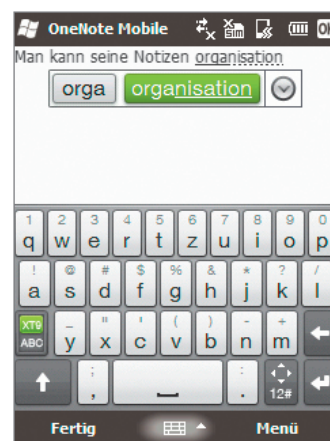 OneNote Mobile OK
Man kann seine Notizen organisation
orga organisation
1 2 3 4 5 6 7 8 9 0
q w e r t z u i o p
! @ # $ % & * ? /
a s d f g h j k l
XT9 _ " ' ( ) - +
ABC y x c v b n m
; :
, . 12#
Fertig Menü